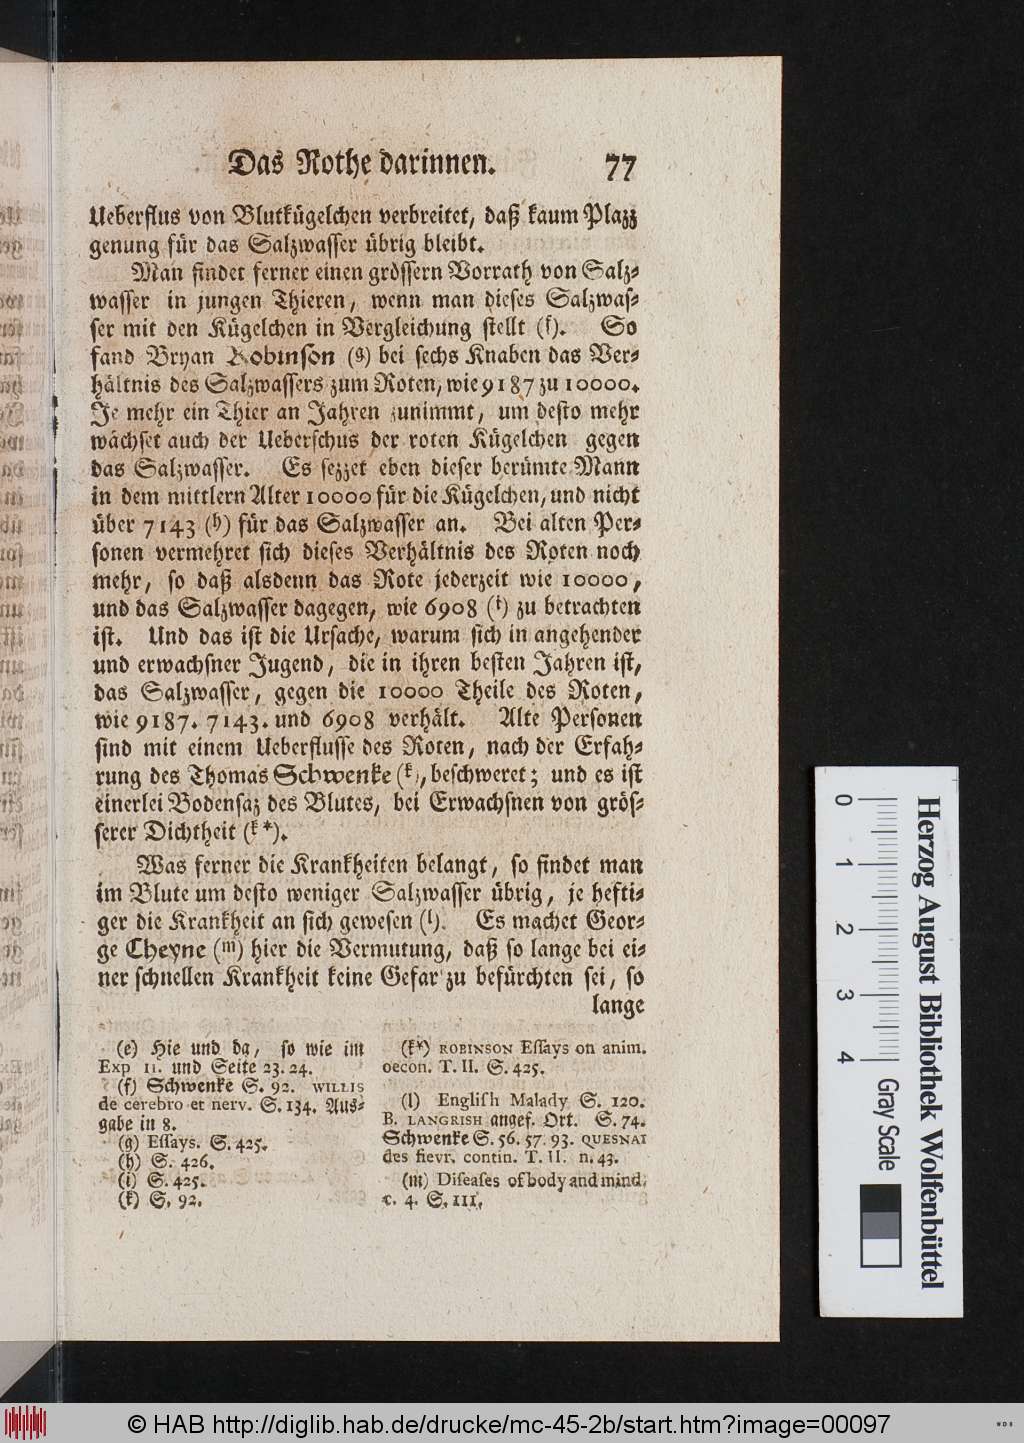 Das Rothe darinnen. 77
Ueberflus von Blutkügelchen verbreitet, daß kaum Plazz
genung für das Salzwasser übrig bleibt.
Man findet ferner einen grössern Vorrath von Salz-
wasser in jungen Thieren, wenn man dieses Salzwas-
ser mit den Kügelchen in Vergleichung stellt (f). So
fand Bryan Robinson (g) bei sechs Knaben das Ver-
hältnis des Salzwassers zum Roten, wie 9187 zu 10000.
Je mehr ein Thier an Jahren zunimmt, um desto mehr
wächset auch der Ueberschus der roten Kügelchen gegen
das Salzwasser. Es sezzet eben dieser berümte Mann
in dem mittlern Alter 10000 für die Kügelchen, und nicht
über 7143 (h) für das Salzwasser an. Bei alten Per-
sonen vermehret sich dieses Verhältnis des Roten noch
mehr, so daß alsdenn das Rote jederzeit wie 10000,
und das Salzwasser dagegen, wie 6908 (i) zu betrachten
ist. Und das ist die Ursache, warum sich in angehender
und erwachsner Jugend, die in ihren besten Jahren ist,
das Salzwasser, gegen die 10000 Theile des Roten,
wie 9187. 7143. und 6908 verhält. Alte Personen
sind mit einem Ueberflusse des Roten, nach der Erfah-
rung des Thomas Schwenke (k), beschweret; und es ist
einerlei Bodensaz des Blutes, bei Erwachsnen von grös-
serer Dichtheit (k*).
Was ferner die Krankheiten belangt, so findet man
im Blute um desto weniger Salzwasser übrig, je hefti-
ger die Krankheit an sich gewesen (l). Es machet Geor-
ge Cheyne (m) hier die Vermutung, daß so lange bei ei-
ner schnellen Krankheit keine Gefar zu befürchten sei, so
lange
(e) Hie und da, so wie im
Exp 11. und Seite 23. 24.
(f) Schwenke S. 92. WILLIS
de cerebro et nerv. S. 134. Aus-
gabe in 8.
(g) Essays. S. 425.
(h) S. 426.
(i) S. 425.
(k) S. 92.
(k*) ROBINSON Essays on anim.
oecon. T. II. S. 425.
(l) English Malady S. 120.
B. LANGRISH angef. Ort. S. 74.
Schwenke S. 56. 57. 93. QUESNAI
des fievr. contin. T. II. n. 43.
(m) Diseases of body and mind,
c. 4. S. 111.
0 1 2 3 4
Herzog August Bibliothek Wolfenbüttel
Gray Scale
© HAB http://diglib.hab.de/drucke/mc-45-2b/start.htm?image=00097